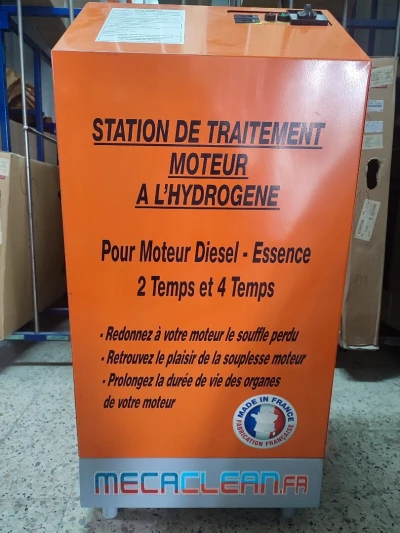 STATION DE TRAITEMENT
MOTEUR
A L'HYDROGENE
Pour Moteur Diesel - Essence
2 Temps et 4 Temps
- Redonnez à votre moteur le souffle perdu
- Retrouvez le plaisir de la souplesse moteur
- Prolongez la durée de vie des organes
de votre moteur
MADE IN FRANCE
FABRICATION FRANÇAISE
MECACLEAN.FR